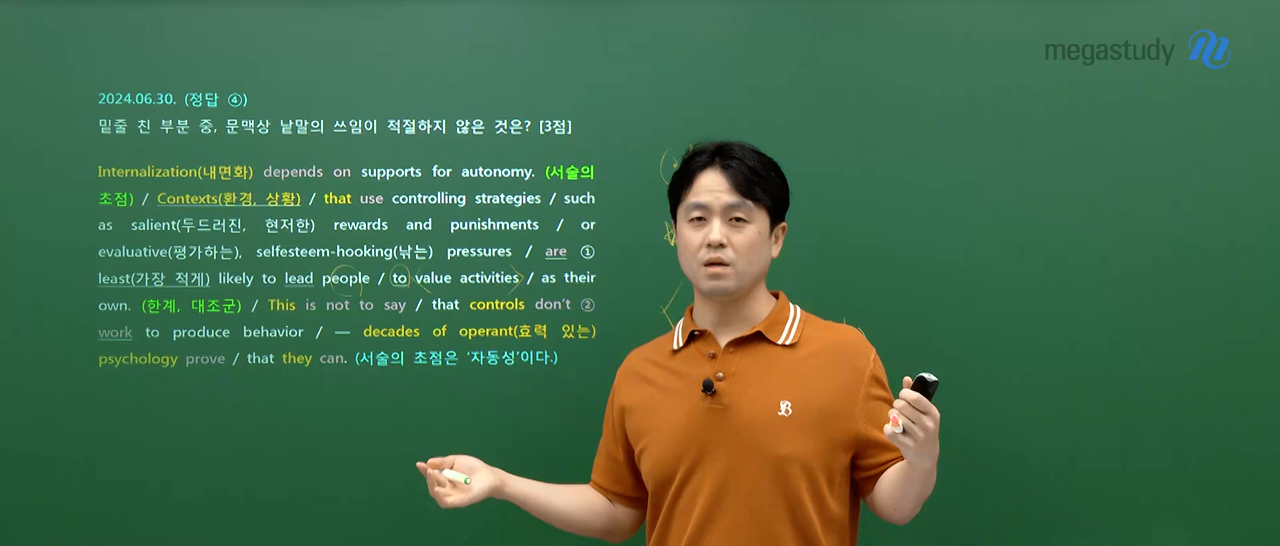 megastudy
2024.06.30. (정답 ④)
밑줄 친 부분 중, 문맥상 낱말의 쓰임이 적절하지 않은 것은? [3점]
Internalization(내면화) depends on supports for autonomy. (서술의
초점) / Contexts(환경, 상황) / that use controlling strategies / such
as salient(두드러진, 현저한) rewards and punishments / or
evaluative(평가하는), selfesteem-hooking(낚는) pressures / are ①
least(가장 적게) likely to lead people / to value activities / as their
own. (한계, 대조군) / This is not to say / that controls don't ②
work to produce behavior / — decades of operant(효력 있는)
psychology prove / that they can. (서술의 초점은 '자동성'이다.)
B